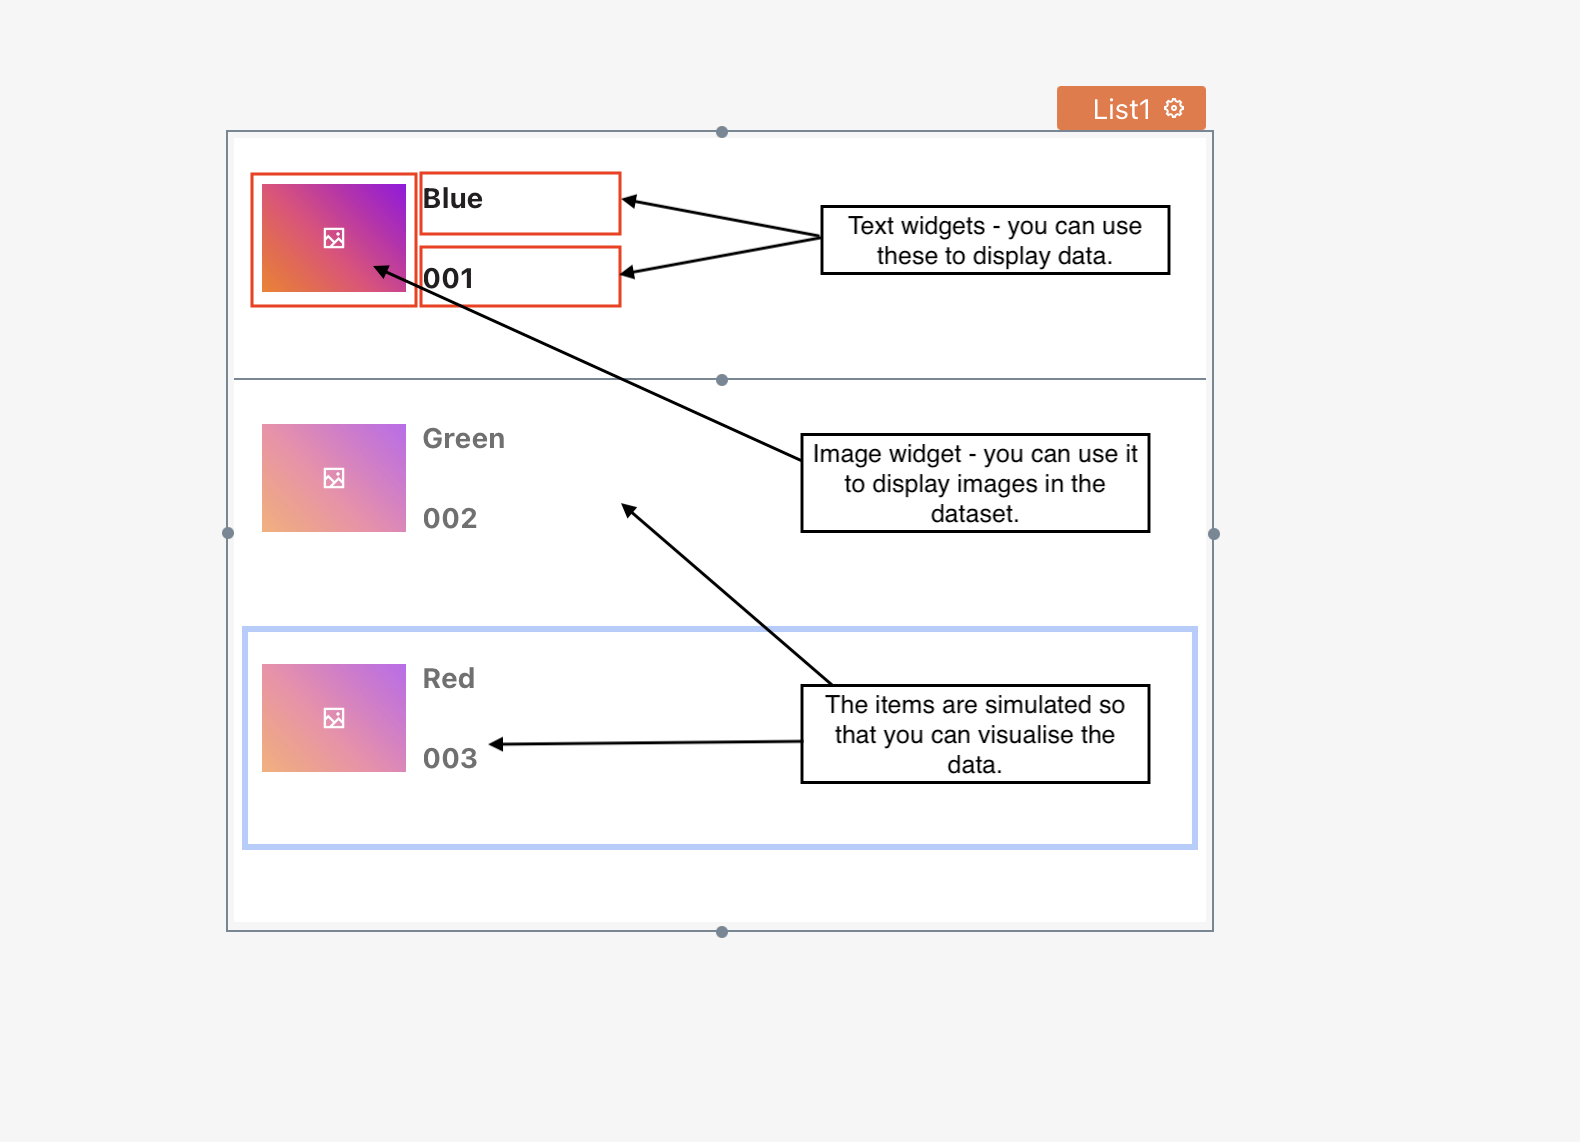 List1
Blue
001
Text widgets - you can use
these to display data.
Green
002
Image widget - you can use it
to display images in the
dataset.
Red
003
The items are simulated so
that you can visualise the
data.